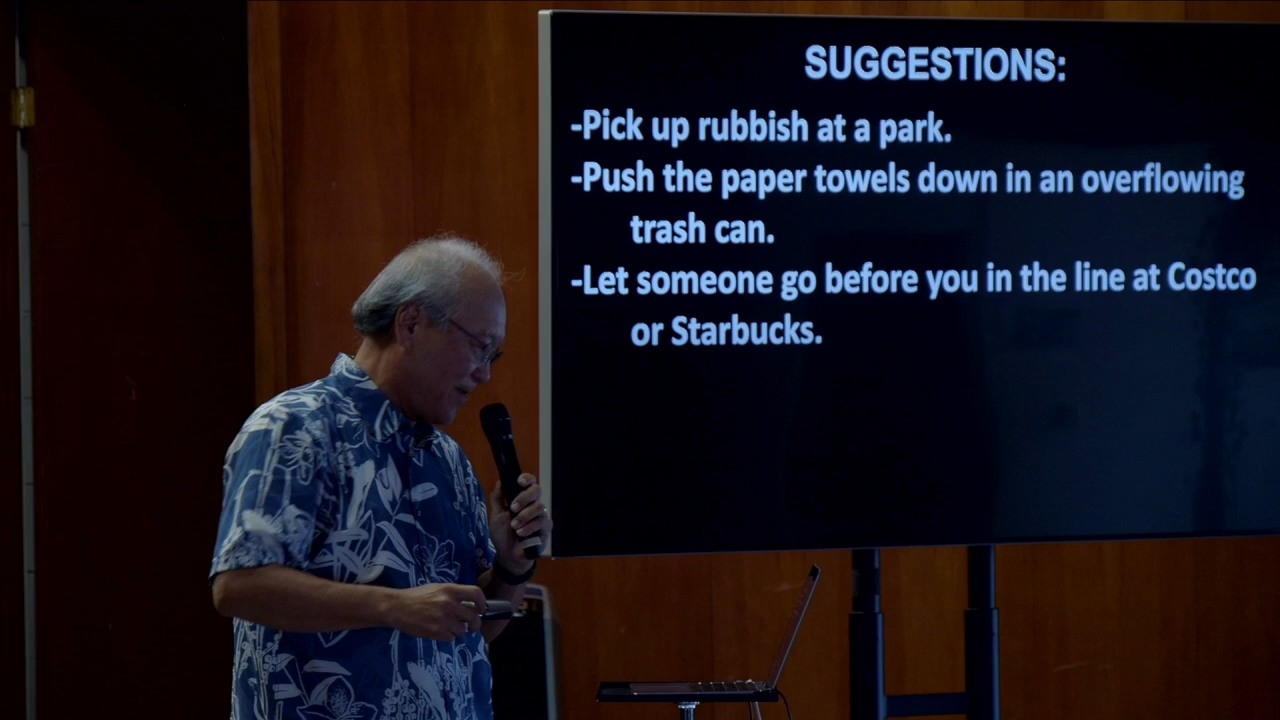 SUGGESTIONS:
-Pick up rubbish at a park.
-Push the paper towels down in an overflowing
trash can.
-Let someone go before you in the line at Costco
or Starbucks.